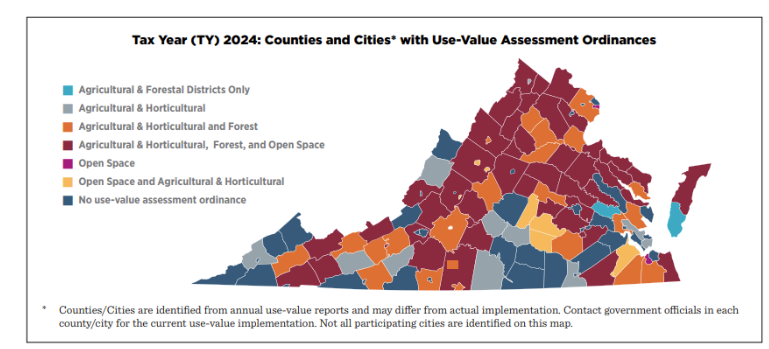 Tax Year (TY) 2024: Counties and Cities* with Use-Value Assessment Ordinances
Agricultural & Forestal Districts Only
Agricultural & Horticultural
Agricultural & Horticultural and Forest
Agricultural & Horticultural, Forest, and Open Space
Open Space
Open Space and Agricultural & Horticultural
No use-value assessment ordinance
* Counties/Cities are identified from annual use-value reports and may differ from actual implementation. Contact government officials in each
county/city for the current use-value implementation. Not all participating cities are identified on this map.